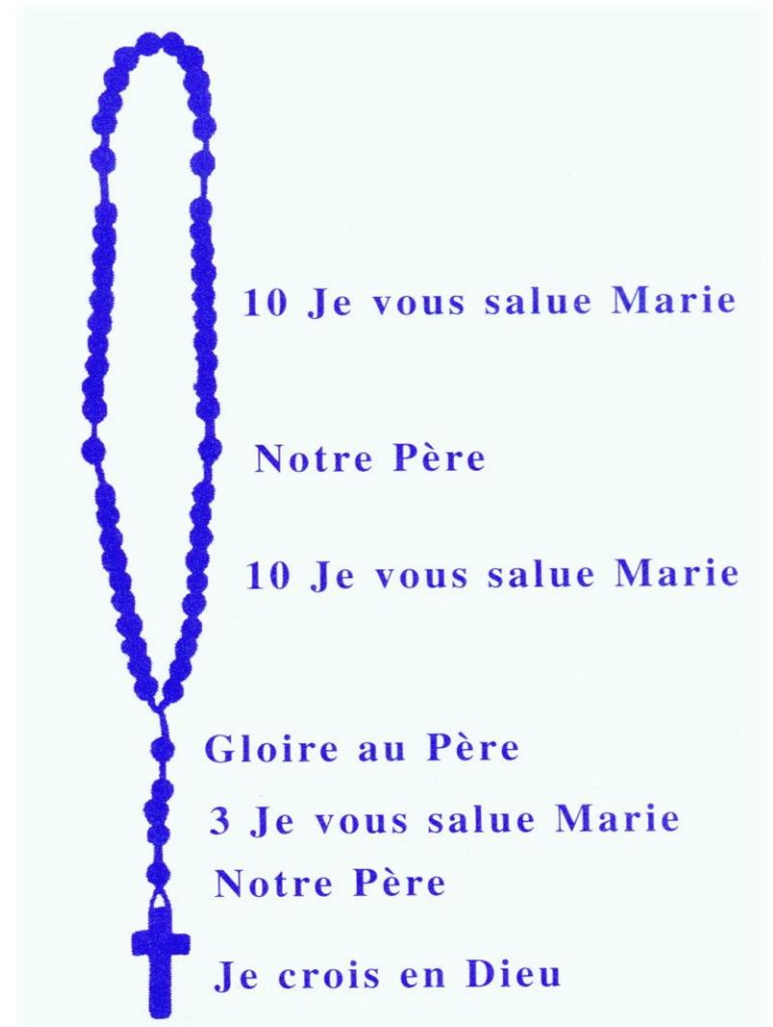 10 Je vous salue Marie
Notre Père
10 Je vous salue Marie
Gloire au Père
3 Je vous salue Marie
Notre Père
Je crois en Dieu